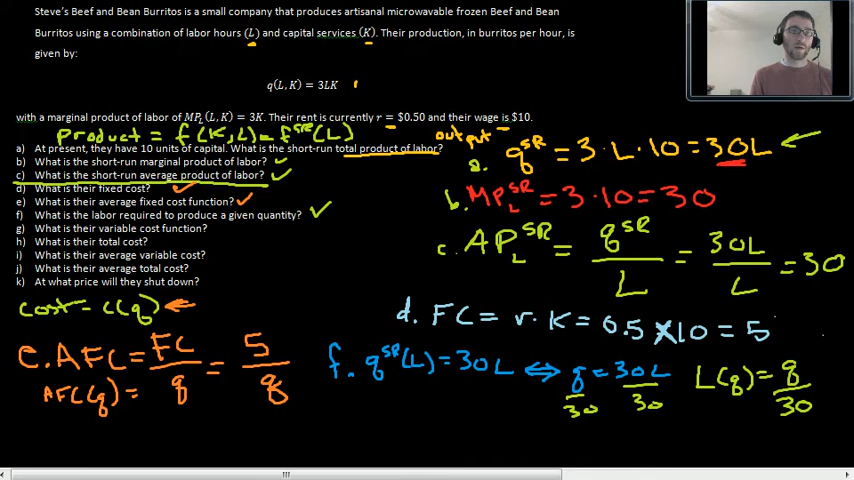 Steve's Beef and Bean Burritos is a small company that produces artisanal microwavable frozen Beef and Bean
Burritos using a combination of labor hours (L) and capital services (K). Their production, in burritos per hour, is
given by:
q(L, K) = 3LK
with a marginal product of labor of MP_L(L, K) = 3K. Their rent is currently r = $0.50 and their wage is $10.
Product = f(K,L) = f^SR(L)
output
a) At present, they have 10 units of capital. What is the short-run total product of labor?
b) What is the short-run marginal product of labor?
c) What is the short-run average product of labor?
d) What is their fixed cost?
e) What is their average fixed cost function?
f) What is the labor required to produce a given quantity?
g) What is their variable cost function?
h) What is their total cost?
i) What is their average variable cost?
j) What is their average total cost?
k) At what price will they shut down?
a. q^SR = 3·L·10 = 30L
b. MP_L^SR = 3·10 = 30
c. AP_L^SR = q^SR / L = 30L / L = 30
Cost = C(q)
d. FC = r·K = 0.5 × 10 = 5
e. AFC = FC / q = 5 / q
AFC(q) =
f. q^SR(L) = 30L ⇔ q / 30 = 30L / 30 L(q) = q / 30